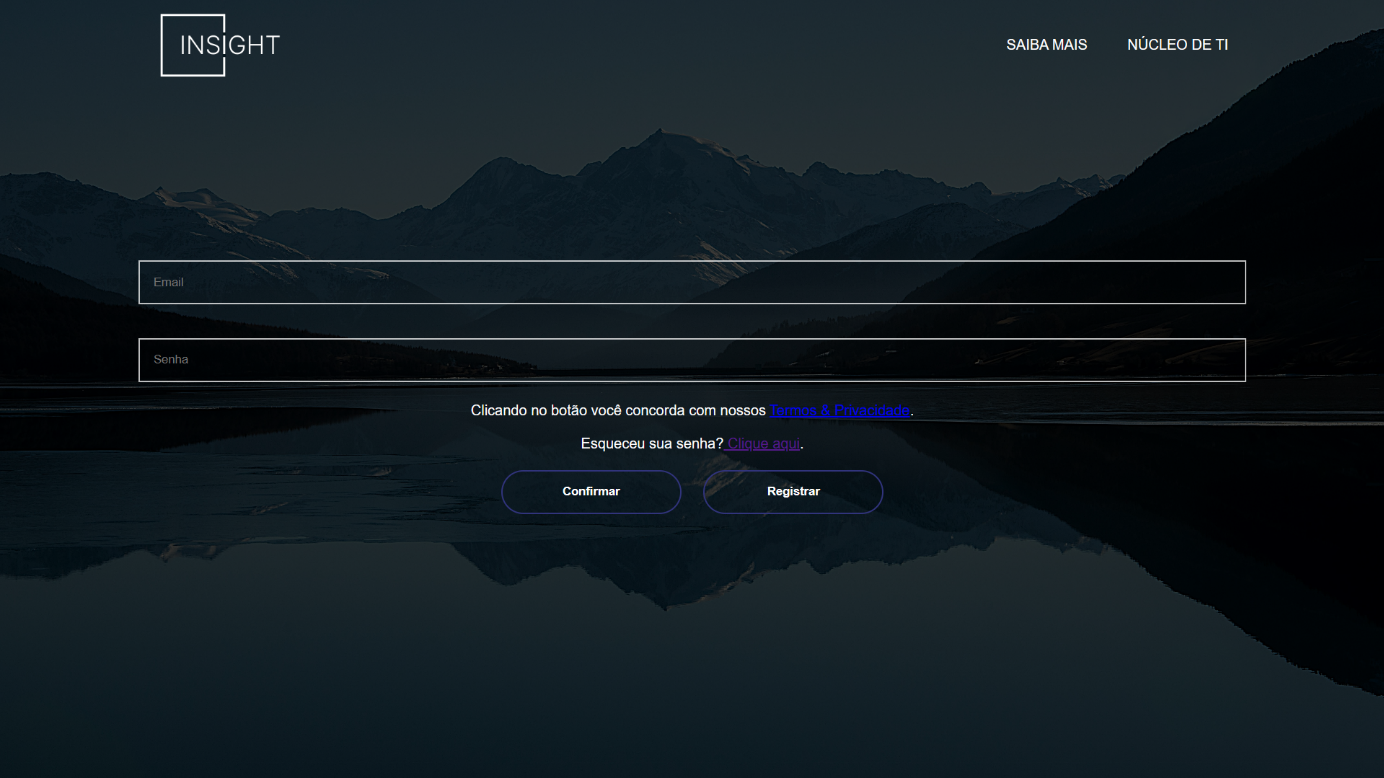 INSIGHT
SAIBA MAIS
NÚCLEO DE TI
Email
Senha
Clicando no botão você concorda com nossos Termos & Privacidade.
Esqueceu sua senha? Clique aqui.
Confirmar
Registrar